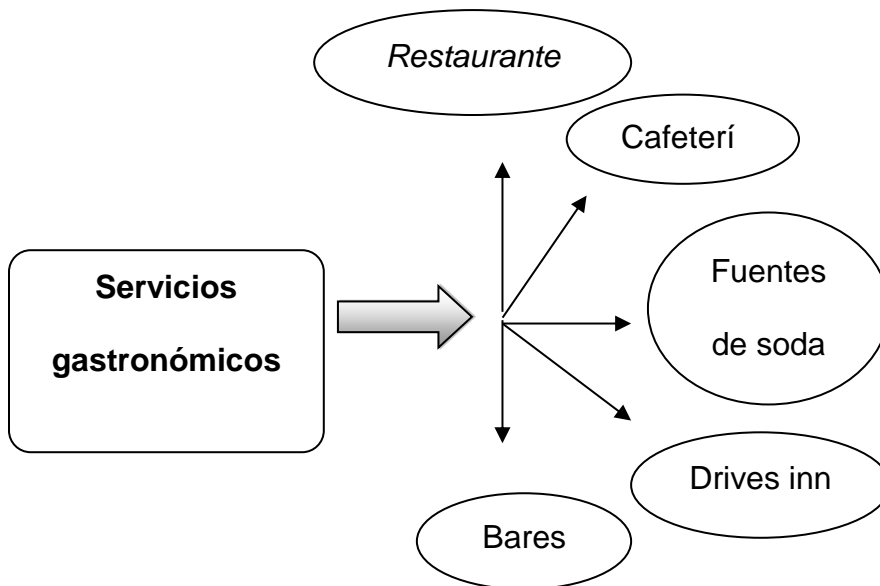 Restaurante
Cafeterí
Servicios
gastronómicos
Fuentes
de soda
Drives inn
Bares